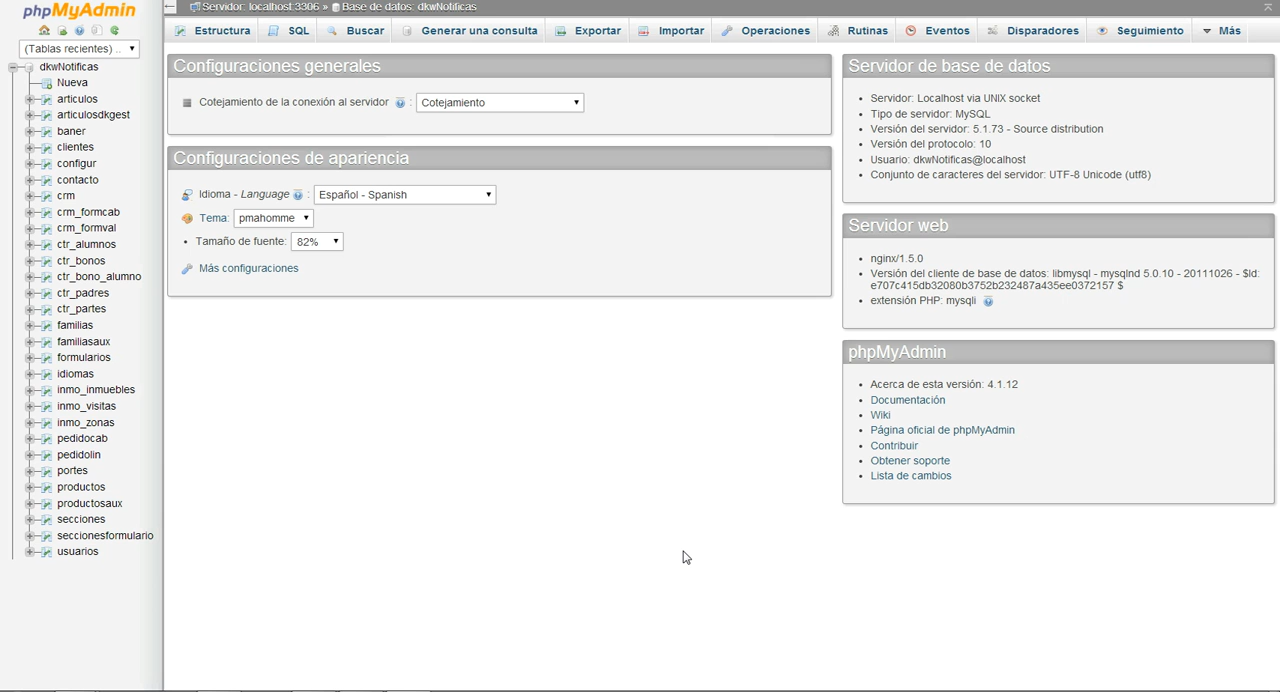 phpMyAdmin
(Tablas recientes) ..
dkwNotificas
Nueva
articulos
articulosdkgest
baner
clientes
configur
contacto
crm
crm_formcab
crm_formval
ctr_alumnos
ctr_bonos
ctr_bono_alumno
ctr_padres
ctr_partes
familias
familiasaux
formularios
idiomas
inmo_inmuebles
inmo_visitas
inmo_zonas
pedidocab
pedidolin
portes
productos
productosaux
secciones
seccionesformulario
usuarios
Servidor: localhost:3306 » Base de datos: dkwNotificas
Estructura SQL Buscar Generar una consulta Exportar Importar Operaciones Rutinas Eventos Disparadores Seguimiento Más
Configuraciones generales
Cotejamiento de la conexión al servidor : Cotejamiento
Configuraciones de apariencia
Idioma - Language : Español - Spanish
Tema: pmahomme
Tamaño de fuente: 82%
Más configuraciones
Servidor de base de datos
Servidor: Localhost via UNIX socket
Tipo de servidor: MySQL
Versión del servidor: 5.1.73 - Source distribution
Versión del protocolo: 10
Usuario: dkwNotificas@localhost
Conjunto de caracteres del servidor: UTF-8 Unicode (utf8)
Servidor web
nginx/1.5.0
Versión del cliente de base de datos: libmysql - mysqlnd 5.0.10 - 20111026 - $Id:
e707c415db32080b3752b232487a435ee0372157 $
extensión PHP: mysqli
phpMyAdmin
Acerca de esta versión: 4.1.12
Documentación
Wiki
Página oficial de phpMyAdmin
Contribuir
Obtener soporte
Lista de cambios